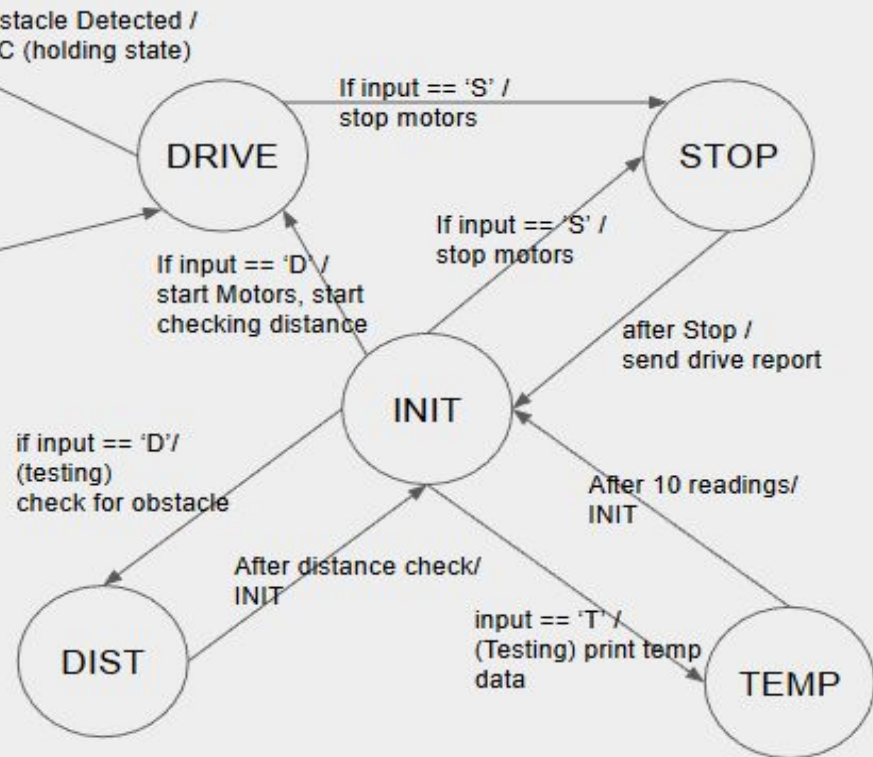 stacle Detected /
C (holding state)
If input == ‘S’ /
stop motors
DRIVE
STOP
If input == ‘S’ /
stop motors
If input == ‘D’ /
start Motors, start
checking distance
after Stop /
send drive report
INIT
if input == ‘D’/
(testing)
check for obstacle
After 10 readings/
INIT
After distance check/
INIT
input == ‘T’ /
(Testing) print temp
data
DIST
TEMP